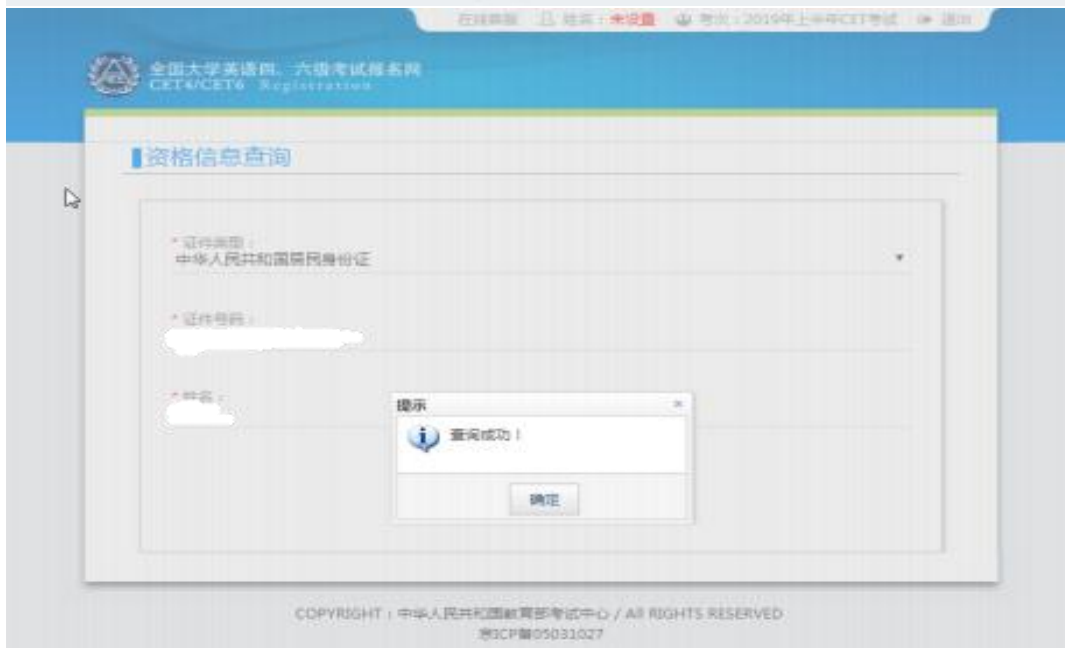 在线客服 姓名：未设置 考次：2019年上半年CET考试 退出
全国大学英语四、六级考试报名网
CET4/CET6 Registration
资格信息查询
* 证件类型：
中华人民共和国居民身份证
* 证件号码：
* 姓名：
提示
查询成功！
确定
COPYRIGHT：中华人民共和国教育部考试中心 / All RIGHTS RESERVED
京ICP备05031027